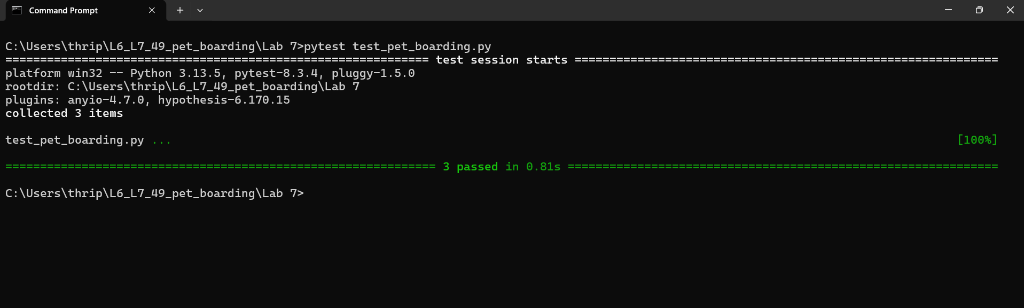 Command Prompt
C:\Users\thrip\L6_L7_49_pet_boarding\Lab 7>pytest test_pet_boarding.py
============================================================= test session starts =============================================================
platform win32 -- Python 3.13.5, pytest-8.3.4, pluggy-1.5.0
rootdir: C:\Users\thrip\L6_L7_49_pet_boarding\Lab 7
plugins: anyio-4.7.0, hypothesis-6.170.15
collected 3 items
test_pet_boarding.py ... [100%]
============================================================== 3 passed in 0.81s ==============================================================
C:\Users\thrip\L6_L7_49_pet_boarding\Lab 7>